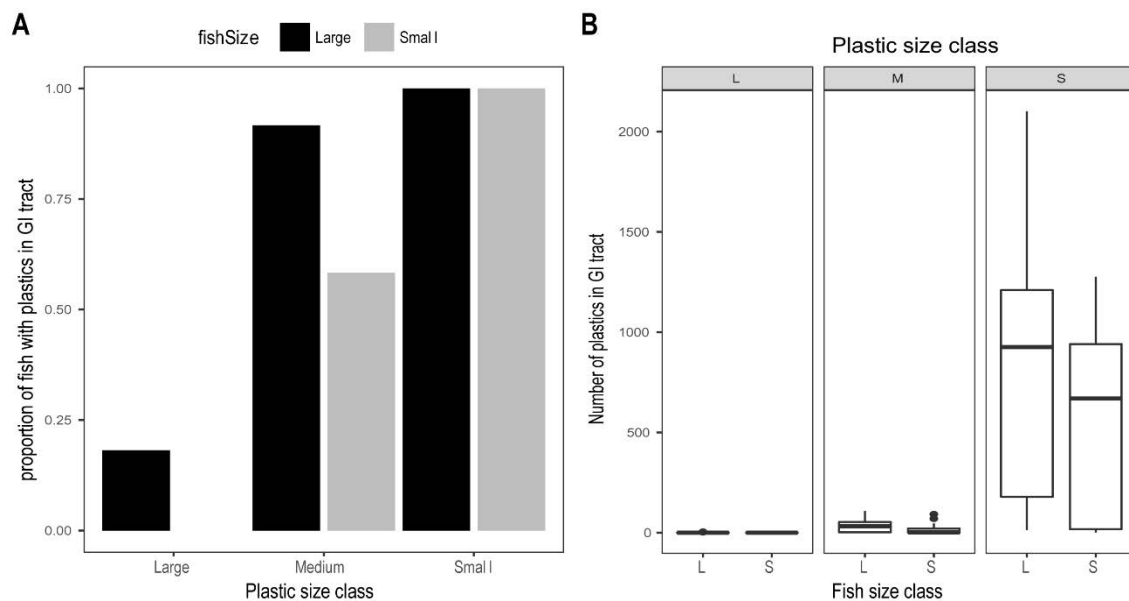 A
fishSize Large Small
proportion of fish with plastics in GI tract
1.00
0.75
0.50
0.25
0.00
Large Medium Small
Plastic size class
B
Plastic size class
L M S
Number of plastics in GI tract
2000
1500
1000
500
0
L S L S L S
Fish size class